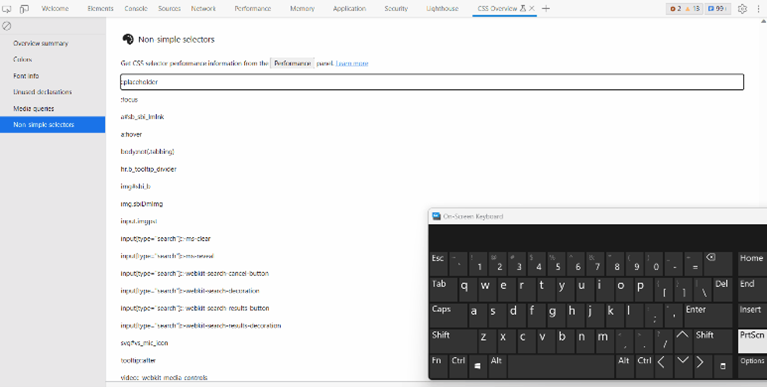 Welcome Elements Console Sources Network Performance Memory Application Security Lighthouse CSS Overview 2 13 99+
Overview summary
Colors
Font info
Unused declarations
Media queries
Non-simple selectors
Non-simple selectors
Get CSS selector performance information from the Performance panel. Learn more
::placeholder
:focus
a#sb_sbi_lmlnk
a:hover
body:not(.tabbing)
hr.b_tooltip_divider
img#sbi_b
img.sbiDmImg
input.imgpst
input[type="search"]::-ms-clear
input[type="search"]::-ms-reveal
input[type="search"]::-webkit-search-cancel-button
input[type="search"]::-webkit-search-decoration
input[type="search"]::-webkit-search-results-button
input[type="search"]::-webkit-search-results-decoration
svg#vs_mic_icon
tooltip:after
video::-webkit-media-controls
On-Screen Keyboard
Esc ~ ` ! 1 @ 2 # 3 $ 4 % 5 ^ 6 & 7 * 8 ( 9 ) 0 _ - + = Home
Tab q w e r t y u i o p { [ } ] | \ Del End
Caps a s d f g h j k l : ; " ' Enter Insert
Shift z x c v b n m < , > . ? / Shift PrtScn
Fn Ctrl Alt Alt Ctrl Options